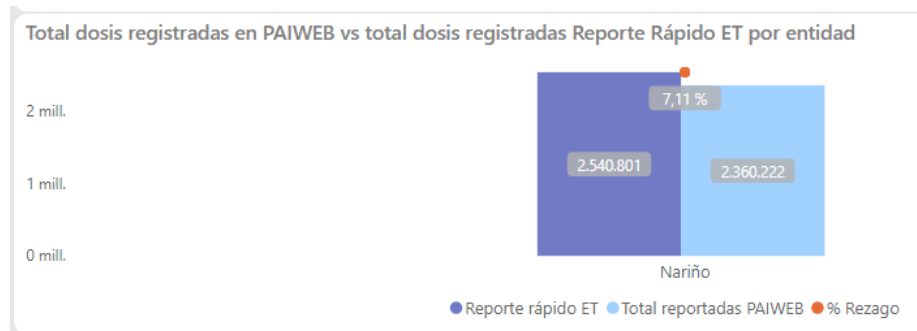 Total dosis registradas en PAIWEB vs total dosis registradas Reporte Rápido ET por entidad
2 mill.
7,11 %
2.540.801
2.360.222
1 mill.
0 mill.
Nariño
Reporte rápido ET Total reportadas PAIWEB % Rezago